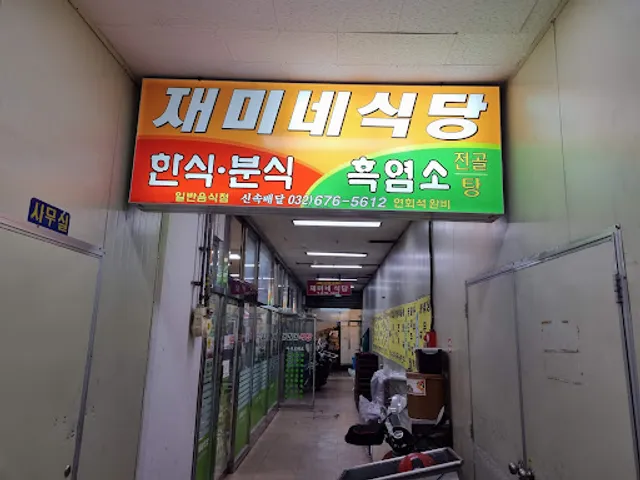 재미네식당
한식·분식
흑염소 전골 탕
일반음식점 신속배달 032)676-5612 연회석완비
사무실
재미네식당